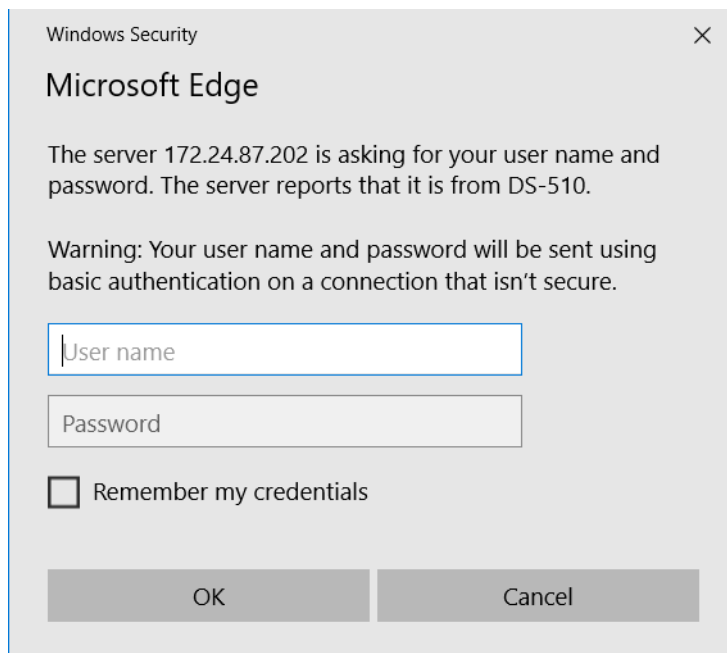 Windows Security
Microsoft Edge
The server 172.24.87.202 is asking for your user name and
password. The server reports that it is from DS-510.
Warning: Your user name and password will be sent using
basic authentication on a connection that isn't secure.
User name
Password
Remember my credentials
OK
Cancel